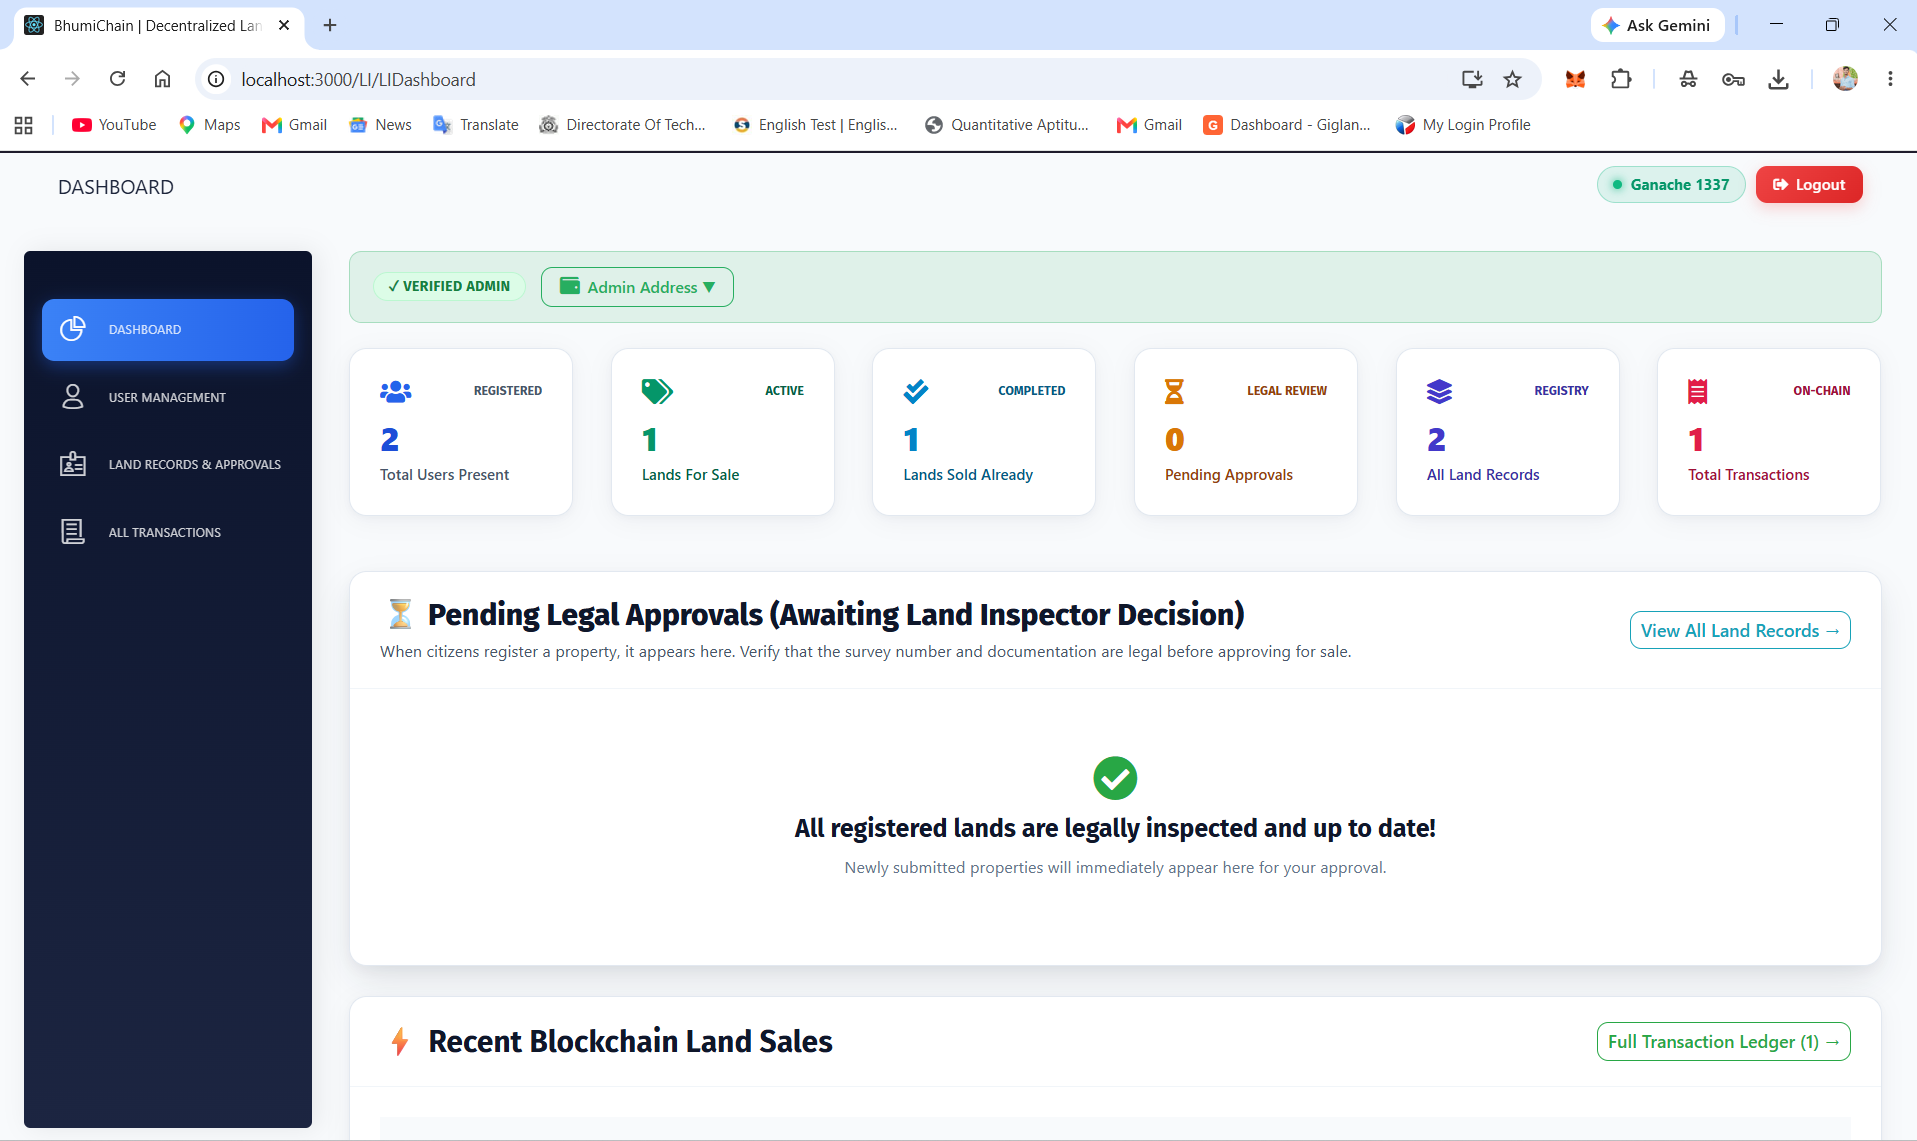 BhumiChain | Decentralized Lan
Ask Gemini
localhost:3000/LI/LIDashboard
YouTube
Maps
Gmail
News
Translate
Directorate Of Tech...
English Test | Englis...
Quantitative Aptitu...
Gmail
Dashboard - Giglan...
My Login Profile
DASHBOARD
Ganache 1337
Logout
DASHBOARD
USER MANAGEMENT
LAND RECORDS & APPROVALS
ALL TRANSACTIONS
✓ VERIFIED ADMIN
Admin Address ▼
REGISTERED
2
Total Users Present
ACTIVE
1
Lands For Sale
COMPLETED
1
Lands Sold Already
LEGAL REVIEW
0
Pending Approvals
REGISTRY
2
All Land Records
ON-CHAIN
1
Total Transactions
⏳ Pending Legal Approvals (Awaiting Land Inspector Decision)
When citizens register a property, it appears here. Verify that the survey number and documentation are legal before approving for sale.
View All Land Records →
All registered lands are legally inspected and up to date!
Newly submitted properties will immediately appear here for your approval.
⚡ Recent Blockchain Land Sales
Full Transaction Ledger (1) →